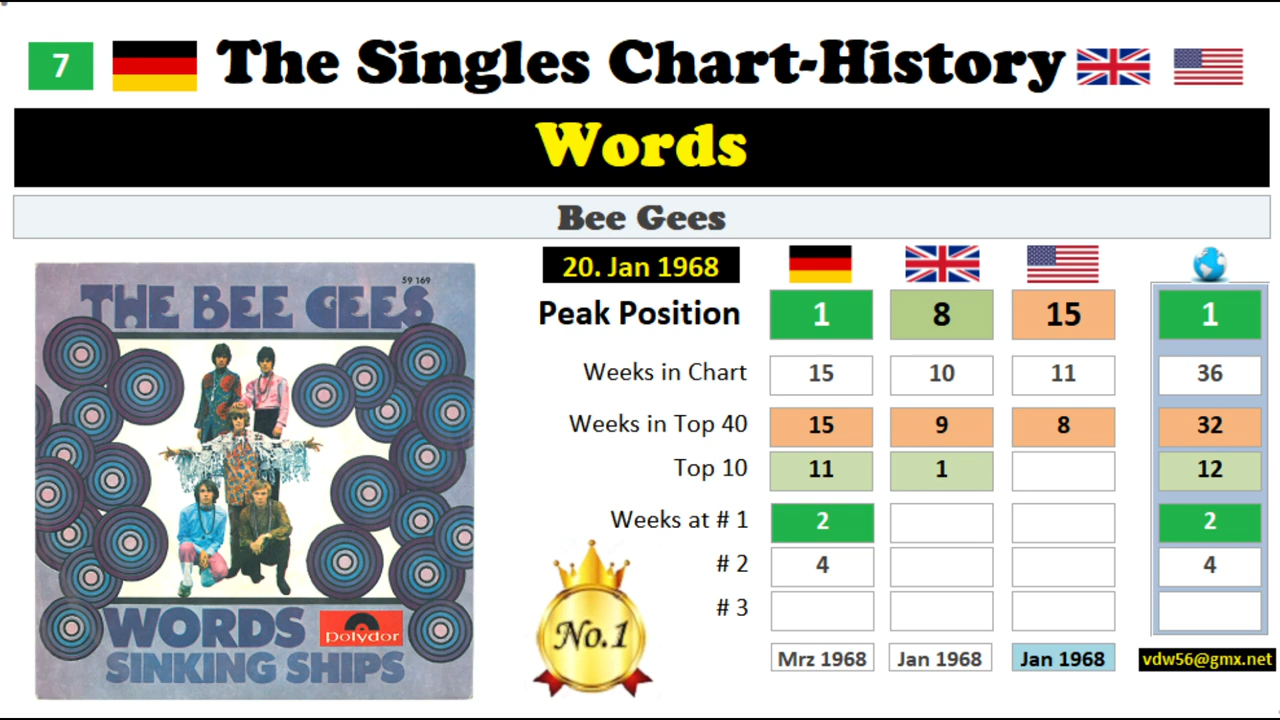 7 The Singles Chart-History
Words
Bee Gees
20. Jan 1968
Peak Position 1 8 15 1
Weeks in Chart 15 10 11 36
Weeks in Top 40 15 9 8 32
Top 10 11 1 12
Weeks at # 1 2 2
# 2 4 4
# 3
Mrz 1968 Jan 1968 Jan 1968 vdw56@gmx.net
59 169
THE BEE GEES
WORDS
polydor
SINKING SHIPS
No.1